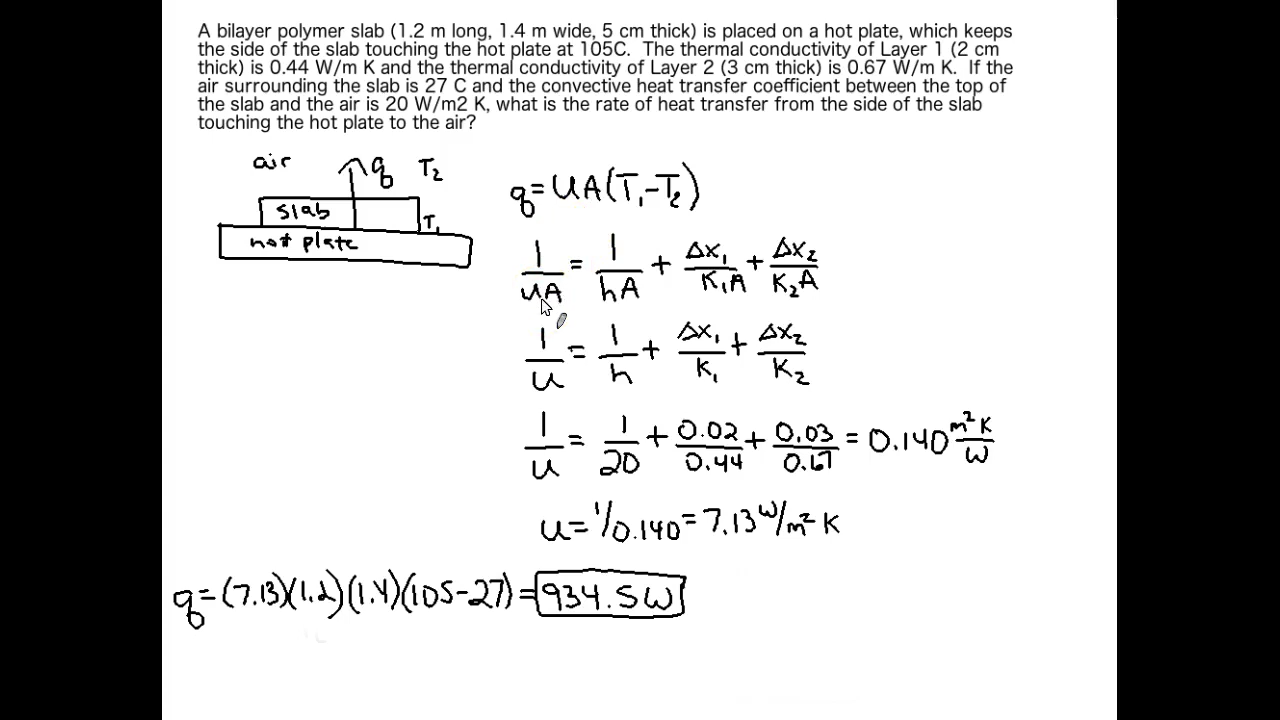 A bilayer polymer slab (1.2 m long, 1.4 m wide, 5 cm thick) is placed on a hot plate, which keeps
the side of the slab touching the hot plate at 105C. The thermal conductivity of Layer 1 (2 cm
thick) is 0.44 W/m K and the thermal conductivity of Layer 2 (3 cm thick) is 0.67 W/m K. If the
air surrounding the slab is 27 C and the convective heat transfer coefficient between the top of
the slab and the air is 20 W/m2 K, what is the rate of heat transfer from the side of the slab
touching the hot plate to the air?
air q T₂
slab T₁
hot plate
q = UA(T₁-T₂)
1/UA = 1/hA + Δx₁/K₁A + Δx₂/K₂A
1/U = 1/h + Δx₁/K₁ + Δx₂/K₂
1/U = 1/20 + 0.02/0.44 + 0.03/0.67 = 0.140 m² K/W
U = 1/0.140 = 7.13 W/m² K
q = (7.13)(1.2)(1.4)(105-27) = 934.5 W